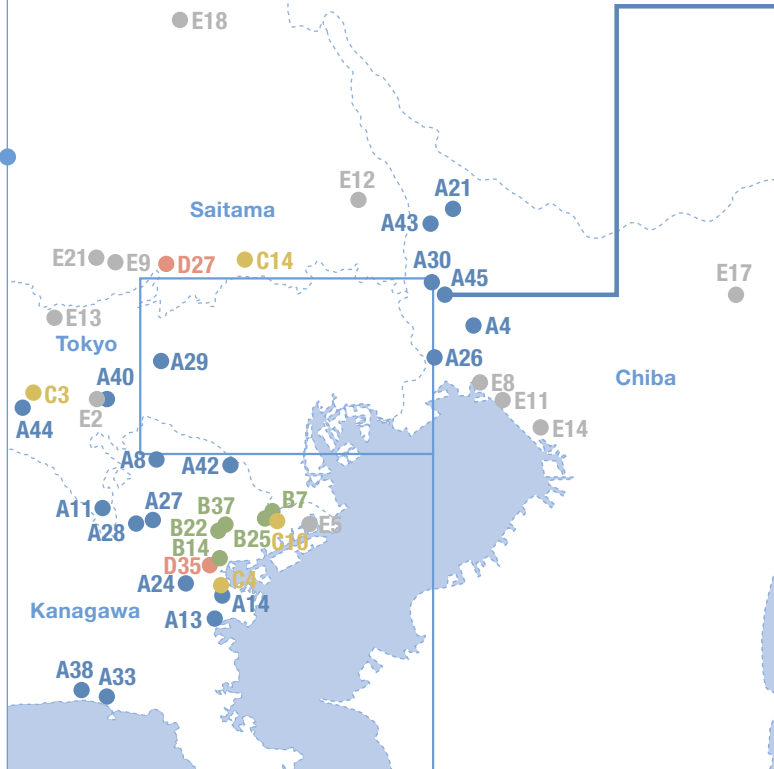 E18
E12
A21
Saitama
A43
E21
E9
D27
C14
A30
A45
E17
E13
A4
Tokyo
A29
A26
A40
C3
E8
Chiba
E2
E11
A44
E14
A8
A42
A11
A27
B37
B7
A28
B22
B25
C10
E5
B14
D35
A24
C4
A14
Kanagawa
A13
A38
A33